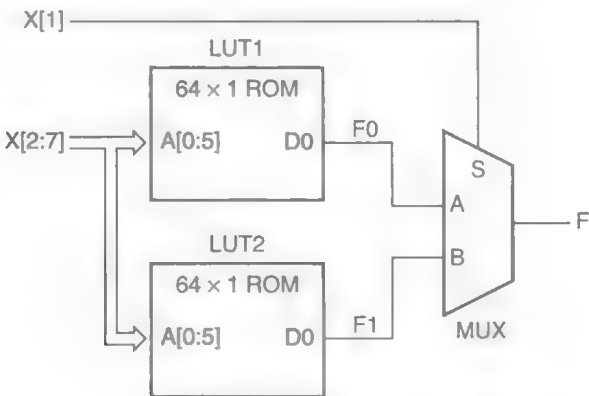 X[1]
LUT1
64 × 1 ROM
X[2:7]
A[0:5]
D0
F0
S
A
F
LUT2
B
64 × 1 ROM
A[0:5]
D0
F1
MUX